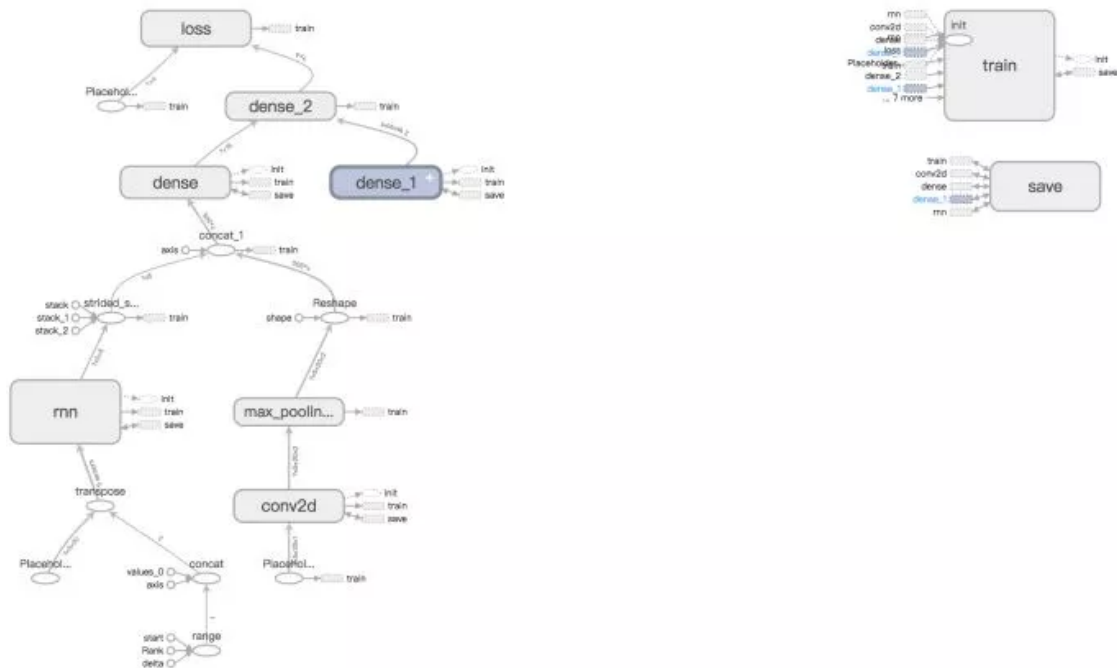 loss
train
Placehol...
train
dense_2
train
dense
init
train
save
dense_1
init
train
save
concat_1
axis
train
stack
stack_1
stack_2
strided_s...
train
Reshape
shape
train
rnn
init
train
save
max_poolin...
train
transpose
conv2d
init
train
save
Placehol...
values_0
axis
concat
Placehol...
train
start
Rank
delta
range
rnn
conv2d
dense
loss
Placeholder
dense_2
dense_1
... 7 more
init
train
init
save
train
conv2d
dense
dense_1
rnn
save